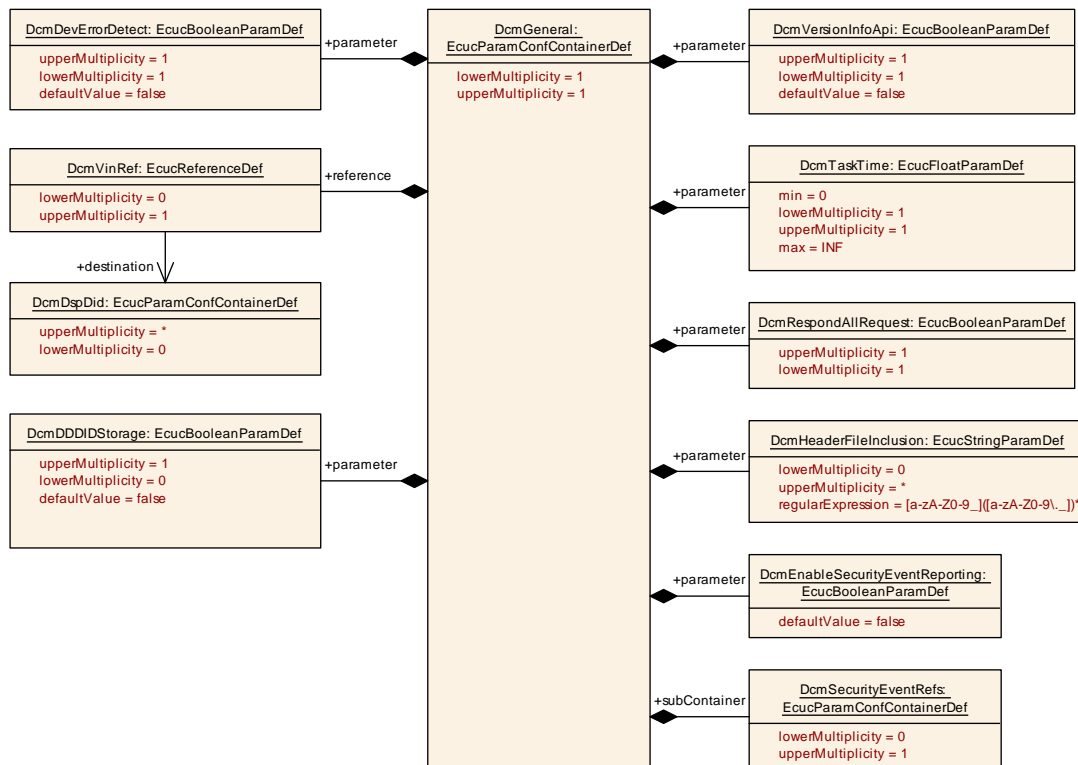 DcmDevErrorDetect: EcucBooleanParamDef
upperMultiplicity = 1
lowerMultiplicity = 1
defaultValue = false
+parameter
DcmVinRef: EcucReferenceDef
lowerMultiplicity = 0
upperMultiplicity = 1
+reference
+destination
DcmDspDid: EcucParamConfContainerDef
upperMultiplicity = *
lowerMultiplicity = 0
DcmDDDIDStorage: EcucBooleanParamDef
upperMultiplicity = 1
lowerMultiplicity = 0
defaultValue = false
+parameter
DcmGeneral:
EcucParamConfContainerDef
lowerMultiplicity = 1
upperMultiplicity = 1
+parameter
DcmVersionInfoApi: EcucBooleanParamDef
upperMultiplicity = 1
lowerMultiplicity = 1
defaultValue = false
+parameter
DcmTaskTime: EcucFloatParamDef
min = 0
lowerMultiplicity = 1
upperMultiplicity = 1
max = INF
+parameter
DcmRespondAllRequest: EcucBooleanParamDef
upperMultiplicity = 1
lowerMultiplicity = 1
+parameter
DcmHeaderFileInclusion: EcucStringParamDef
lowerMultiplicity = 0
upperMultiplicity = *
regularExpression = [a-zA-Z0-9_]([a-zA-Z0-9\._])*
+parameter
DcmEnableSecurityEventReporting:
EcucBooleanParamDef
defaultValue = false
+subContainer
DcmSecurityEventRefs:
EcucParamConfContainerDef
lowerMultiplicity = 0
upperMultiplicity = 1